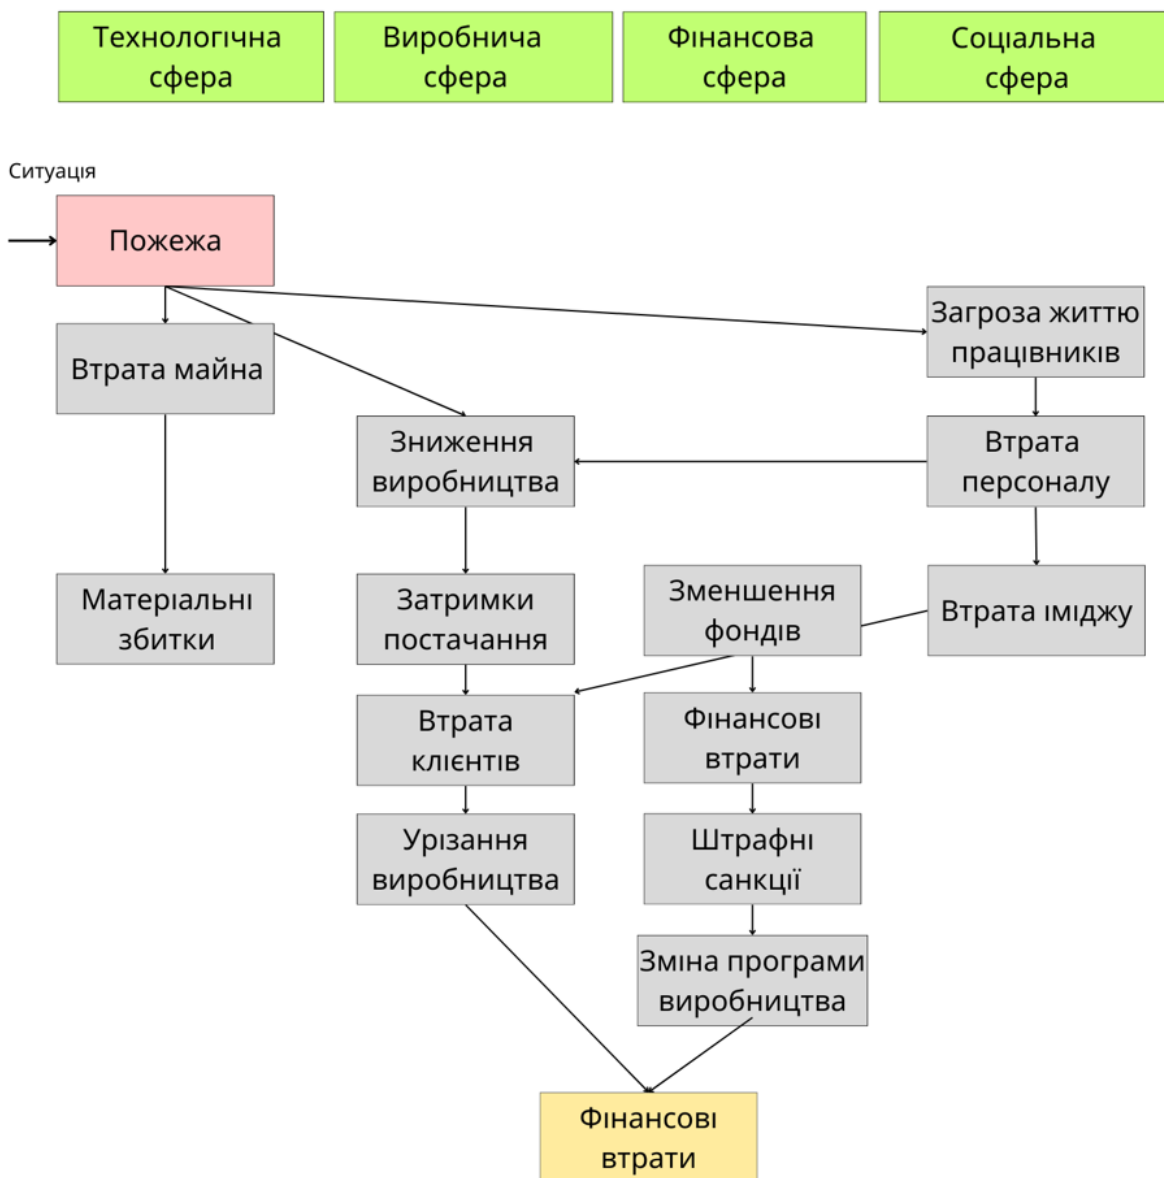 Технологічна
сфера
Виробнича
сфера
Фінансова
сфера
Соціальна
сфера
Ситуація
Пожежа
Загроза життю
працівників
Втрата майна
Зниження
виробництва
Втрата
персоналу
Матеріальні
збитки
Затримки
постачання
Зменшення
фондів
Втрата іміджу
Втрата
клієнтів
Фінансові
втрати
Урізання
виробництва
Штрафні
санкції
Зміна програми
виробництва
Фінансові
втрати